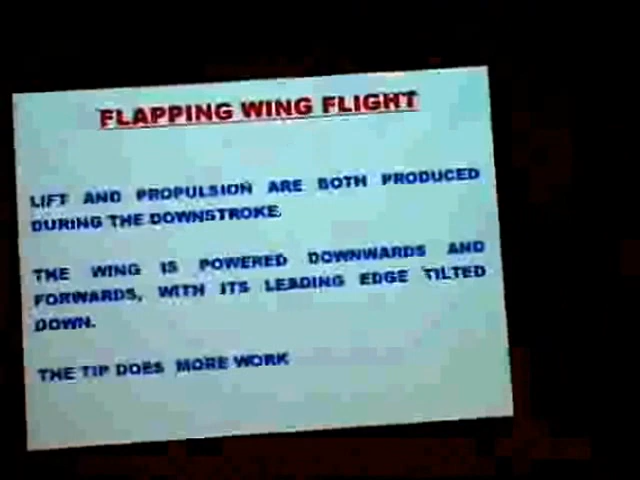 FLAPPING WING FLIGHT
LIFT AND PROPULSION ARE BOTH PRODUCED
DURING THE DOWNSTROKE.
THE WING IS POWERED DOWNWARDS AND
FORWARDS, WITH ITS LEADING EDGE TILTED
DOWN.
THE TIP DOES MORE WORK